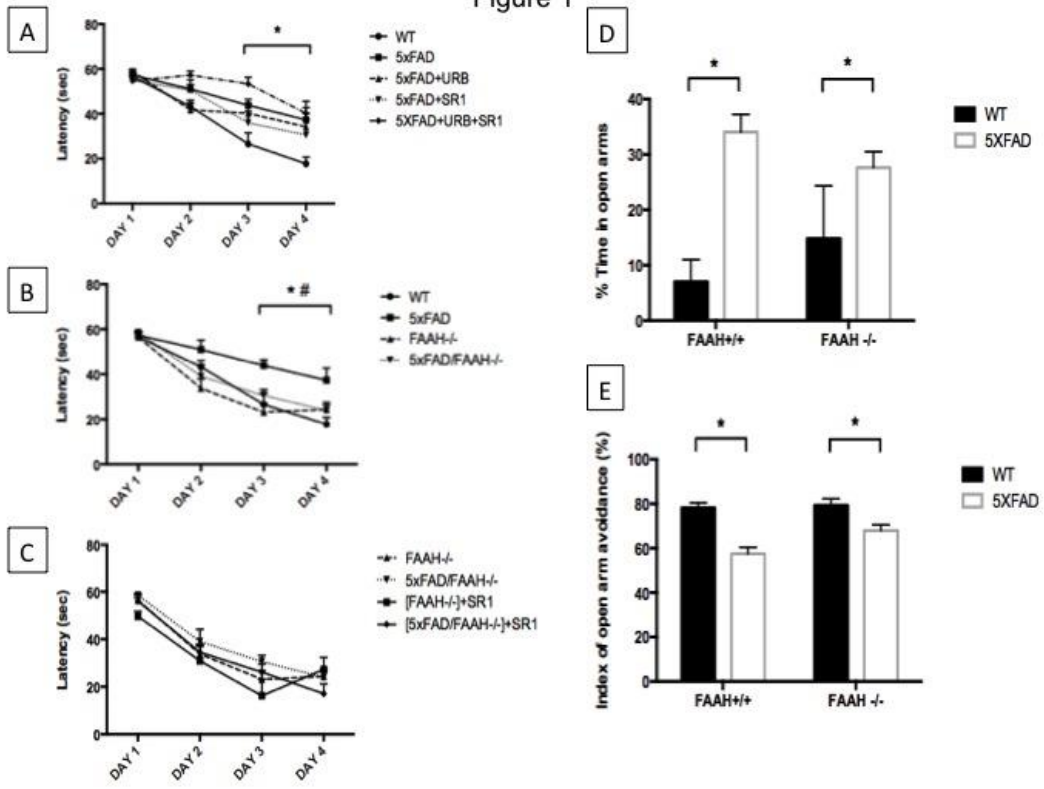 Figure 1
A
80
60
40
20
0
Latency (sec)
DAY 1
DAY 2
DAY 3
DAY 4
*
WT
5xFAD
5xFAD+URB
5xFAD+SR1
5XFAD+URB+SR1
B
80
60
40
20
0
Latency (sec)
DAY 1
DAY 2
DAY 3
DAY 4
* #
WT
5xFAD
FAAH-/-
5xFAD/FAAH-/-
C
80
60
40
20
0
Latency (sec)
DAY 1
DAY 2
DAY 3
DAY 4
FAAH-/-
5xFAD/FAAH-/-
[FAAH-/-]+SR1
[5xFAD/FAAH-/-]+SR1
D
40
30
20
10
0
% Time in open arms
*
*
FAAH+/+
FAAH -/-
WT
5XFAD
E
100
80
60
40
20
0
Index of open arm avoidance (%)
*
*
FAAH+/+
FAAH -/-
WT
5XFAD